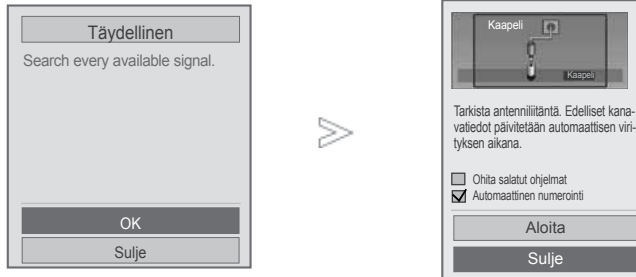 Täydellinen
Search every available signal.
OK
Sulje
Kaapeli
Kaapeli
Tarkista antenniliitäntä. Edelliset kana-
vatiedot päivitetään automaattisen viri-
tyksen aikana.
Ohita salatut ohjelmat
Automaattinen numerointi
Aloita
Sulje